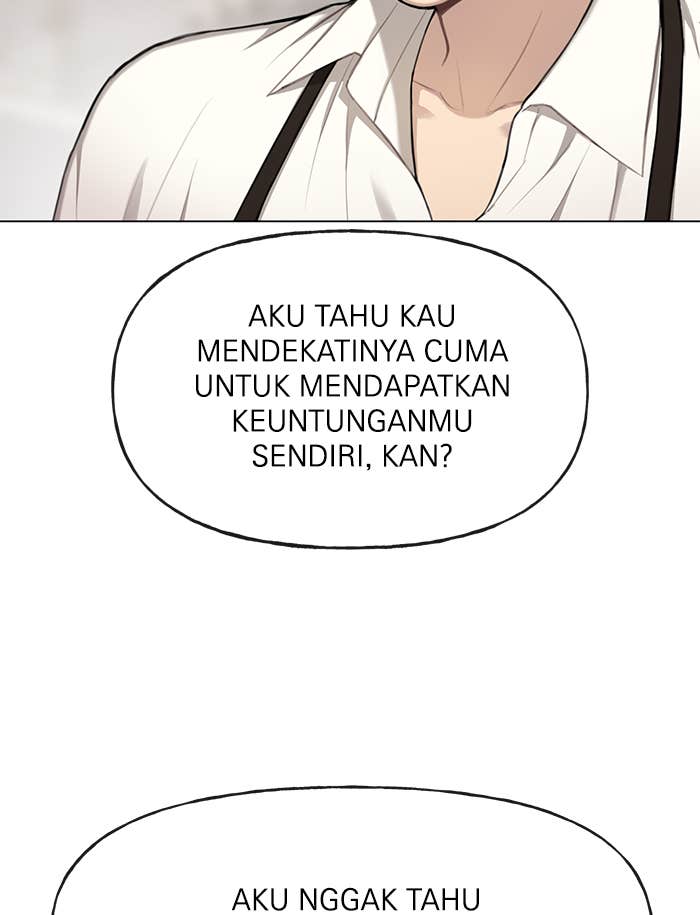 AKU TAHU KAU
MENDEKATINYA CUMA
UNTUK MENDAPATKAN
KEUNTUNGANMU
SENDIRI, KAN?
AKU NGGAK TAHU